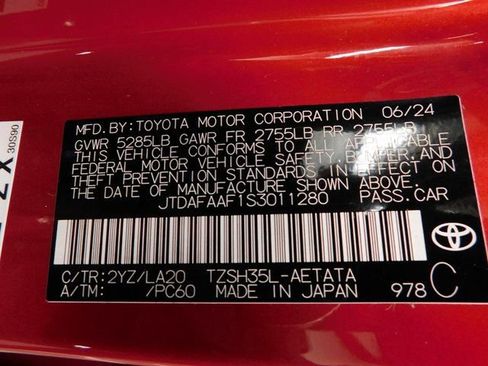 MFD. BY: TOYOTA MOTOR CORPORATION 06/24
GVWR 5285LB GAWR FR 2755LB RR 2755LB
THIS VEHICLE CONFORMS TO ALL APPLICABLE
FEDERAL MOTOR VEHICLE SAFETY, BUMPER, AND
THEFT PREVENTION STANDARDS IN EFFECT
ON THE DATE OF MANUFACTURE SHOWN ABOVE.
JTDAFAAF1S3011280 PASS. CAR
C/TR: 2YZ/LA20 TZSH35L-AETATA
A/TM: /PC60 MADE IN JAPAN 978 C
30S90